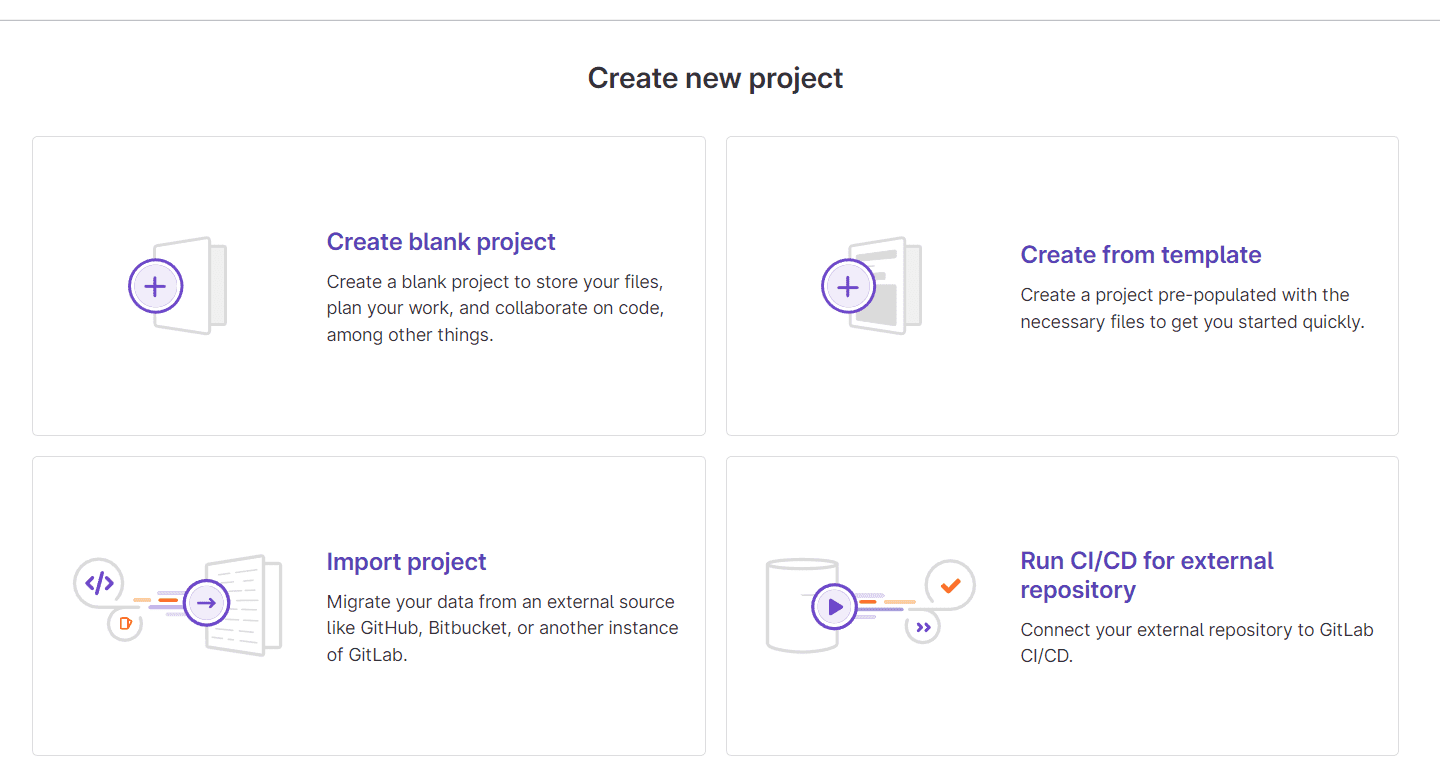 Create new project
Create blank project
Create a blank project to store your files,
plan your work, and collaborate on code,
among other things.
Create from template
Create a project pre-populated with the
necessary files to get you started quickly.
Import project
Migrate your data from an external source
like GitHub, Bitbucket, or another instance
of GitLab.
Run CI/CD for external
repository
Connect your external repository to GitLab
CI/CD.